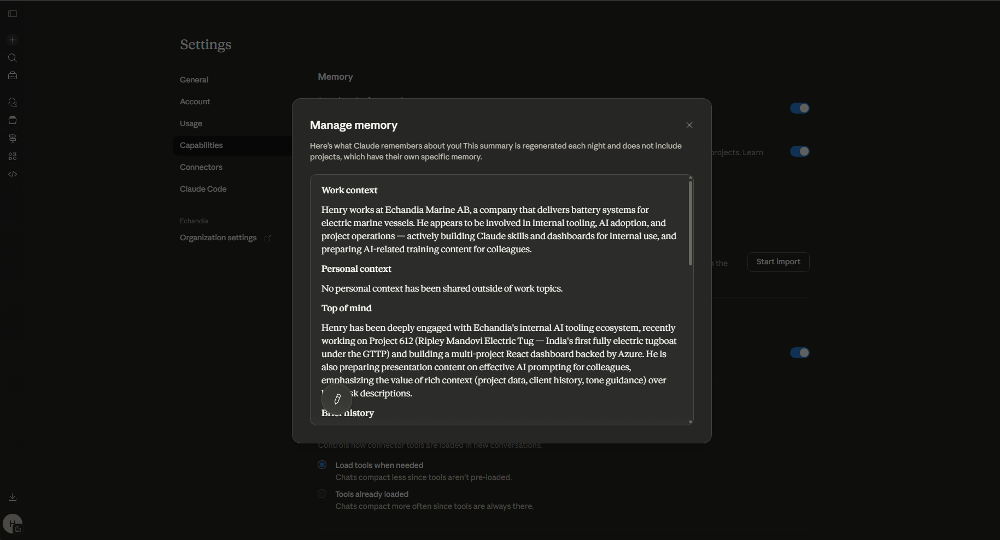 Settings
General
Account
Usage
Capabilities
Connectors
Claude Code
Echandia
Organization settings
Memory
projects. Learn
in the
Start Import
Manage memory
Here's what Claude remembers about you! This summary is regenerated each night and does not include
projects, which have their own specific memory.
Work context
Henry works at Echandia Marine AB, a company that delivers battery systems for
electric marine vessels. He appears to be involved in internal tooling, AI adoption, and
project operations — actively building Claude skills and dashboards for internal use, and
preparing AI-related training content for colleagues.
Personal context
No personal context has been shared outside of work topics.
Top of mind
Henry has been deeply engaged with Echandia's internal AI tooling ecosystem, recently
working on Project 612 (Ripley Mandovi Electric Tug — India's first fully electric tugboat
under the GTTP) and building a multi-project React dashboard backed by Azure. He is
also preparing presentation content on effective AI prompting for colleagues,
emphasizing the value of rich context (project data, client history, tone guidance) over
descriptions.
Brief history
Controls how connector tools are loaded in new conversations.
Load tools when needed
Chats compact less since tools aren't pre-loaded.
Tools already loaded
Chats compact more often since tools are always there.
H